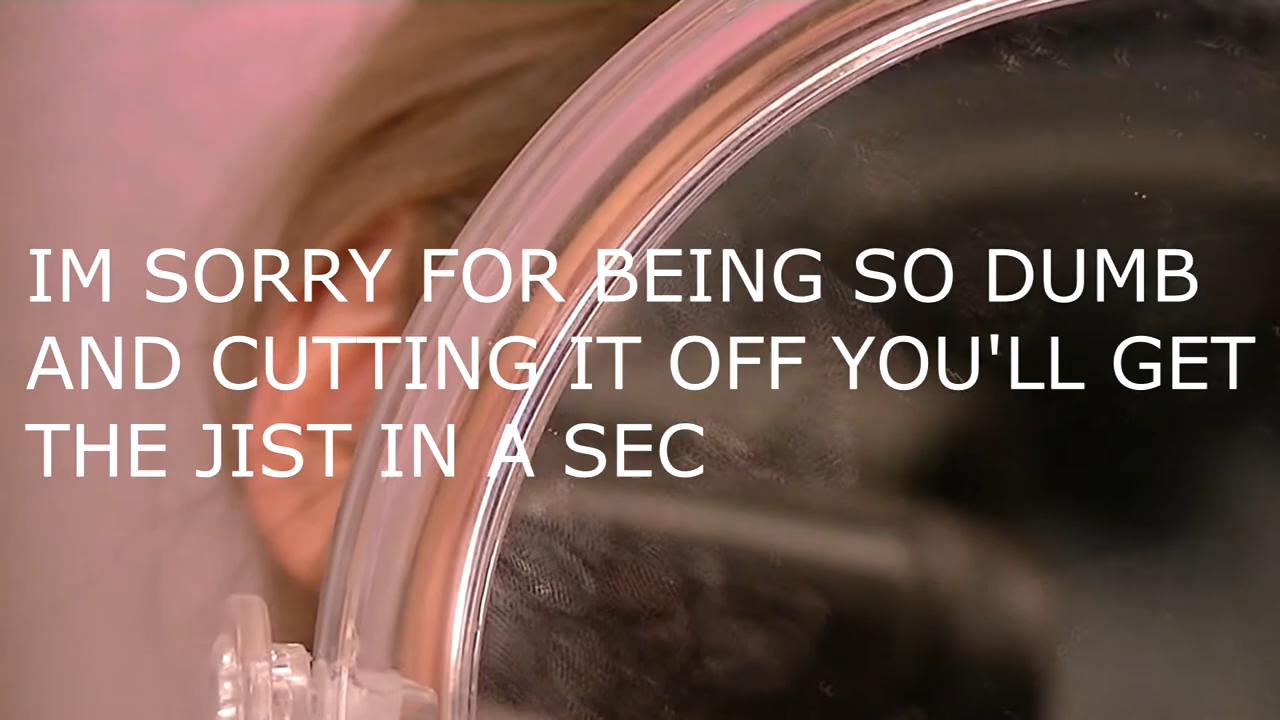 IM SORRY FOR BEING SO DUMB
AND CUTTING IT OFF YOU'LL GET
THE JIST IN A SEC